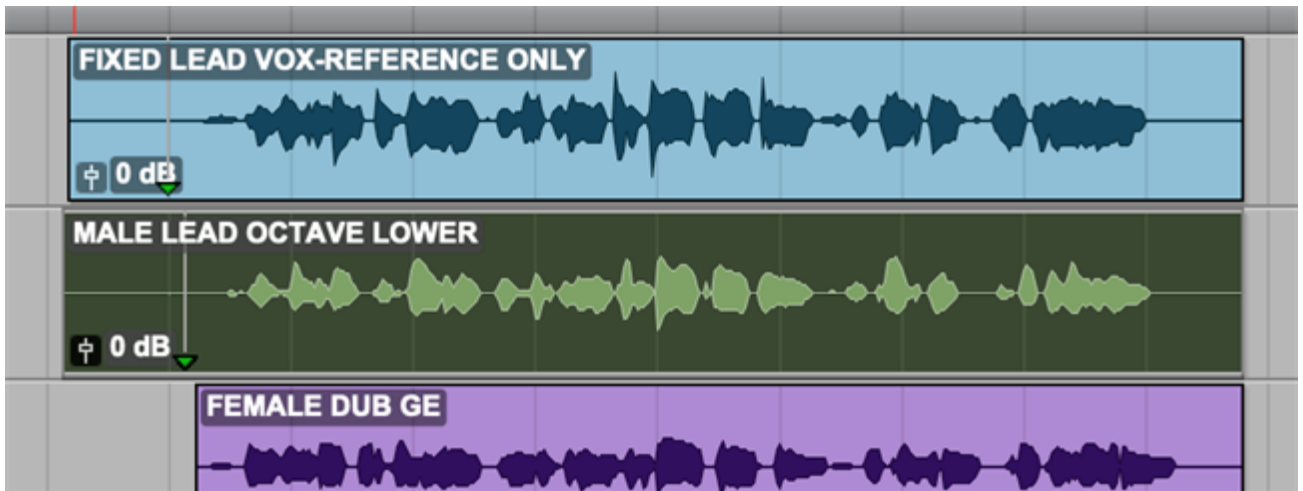 FIXED LEAD VOX-REFERENCE ONLY
0 dB
MALE LEAD OCTAVE LOWER
0 dB
FEMALE DUB GE